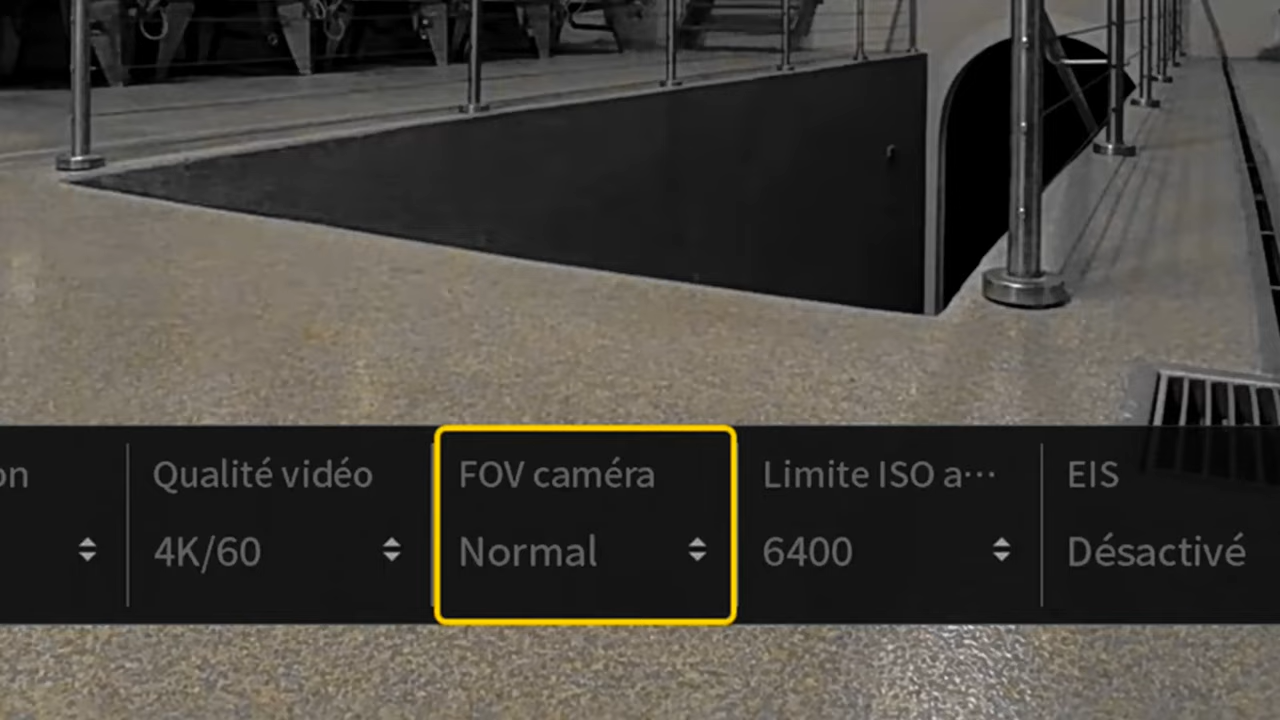 on
Qualité vidéo
FOV caméra
Limite ISO a···
EIS
4K/60
Normal
6400
Désactivé